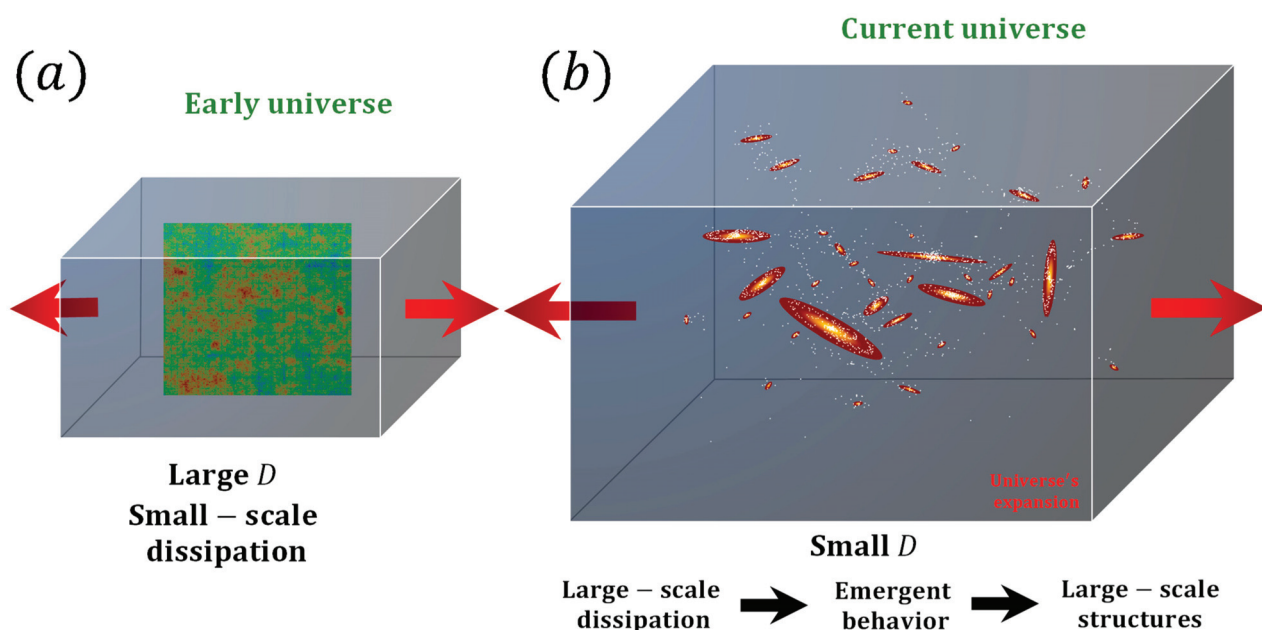 (a)
Early universe
Large D
Small – scale
dissipation
(b)
Current universe
Universe's
expansion
Small D
Large – scale
dissipation
Emergent
behavior
Large – scale
structures